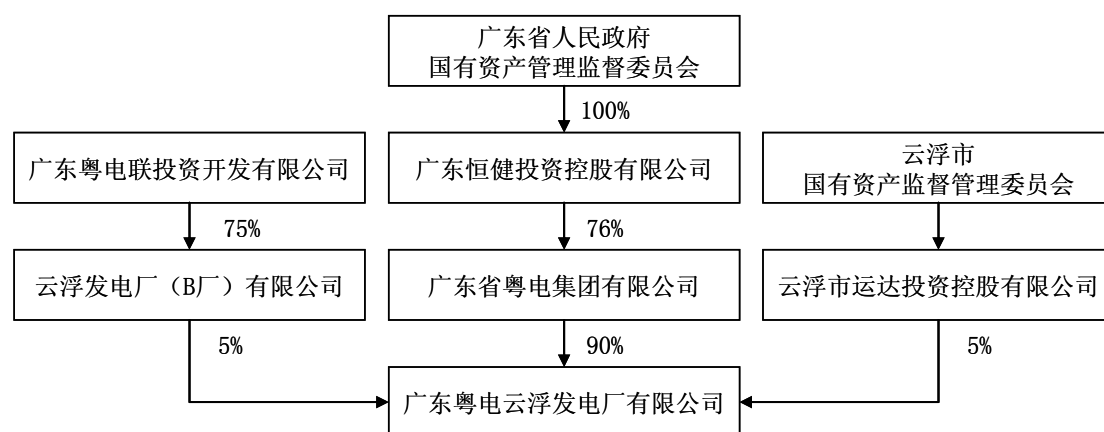 广东省人民政府
国有资产管理监督委员会
100%
广东粤电联投资开发有限公司
广东恒健投资控股有限公司
云浮市
国有资产监督管理委员会
75%
76%
云浮发电厂（B厂）有限公司
广东省粤电集团有限公司
云浮市运达投资控股有限公司
5%
90%
5%
广东粤电云浮发电厂有限公司